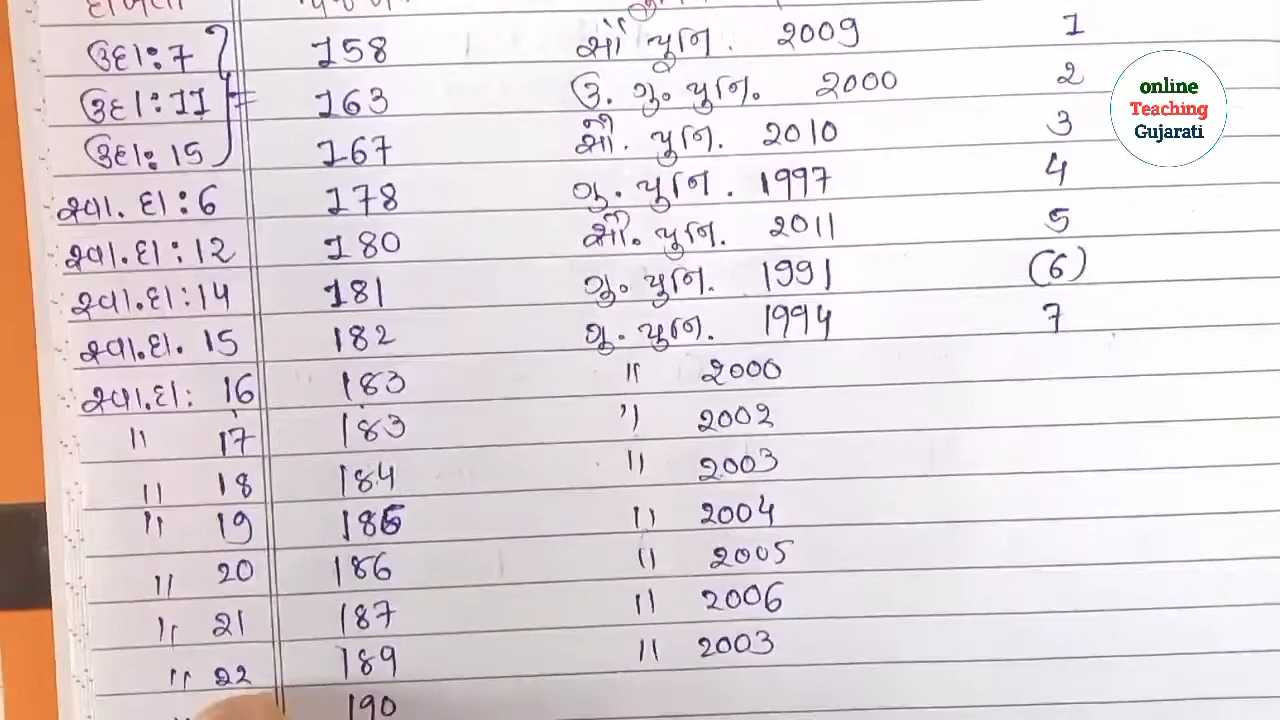 ઉદા:7 158 સૌ યુનિ. 2009 1
ઉદા:11 163 ઉ. ગુ. યુનિ. 2000 2
ઉદા: 15 167 સૌ. યુનિ. 2010 3
સ્વા. દા:6 178 ગુ. યુનિ. 1997 4
સ્વા.દા:12 180 સૌ. યુનિ. 2011 5
સ્વા.દા:14 181 ગુ. યુનિ. 1991 (6)
સ્વા.દા. 15 182 ગુ. યુનિ. 1994 7
સ્વા.દા: 16 183 " 2000
" 17 183 " 2002
" 18 184 " 2003
" 19 185 " 2004
" 20 186 " 2005
" 21 187 " 2006
" 22 189 " 2003
190
online
Teaching
Gujarati